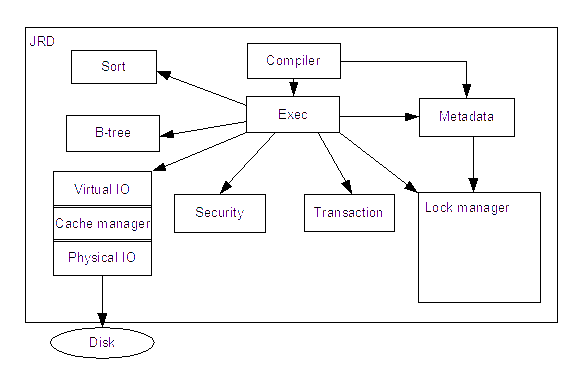 JRD
Compiler
Sort
Exec
Metadata
B-tree
Virtual IO
Cache manager
Physical IO
Security
Transaction
Lock manager
Disk